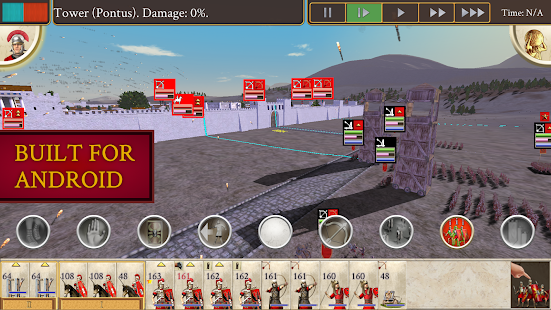 Tower (Pontus). Damage: 0%.
Time: N/A
BUILT FOR
ANDROID
64 64 108 108 48 163 161 162 162 161 161 160 160 48